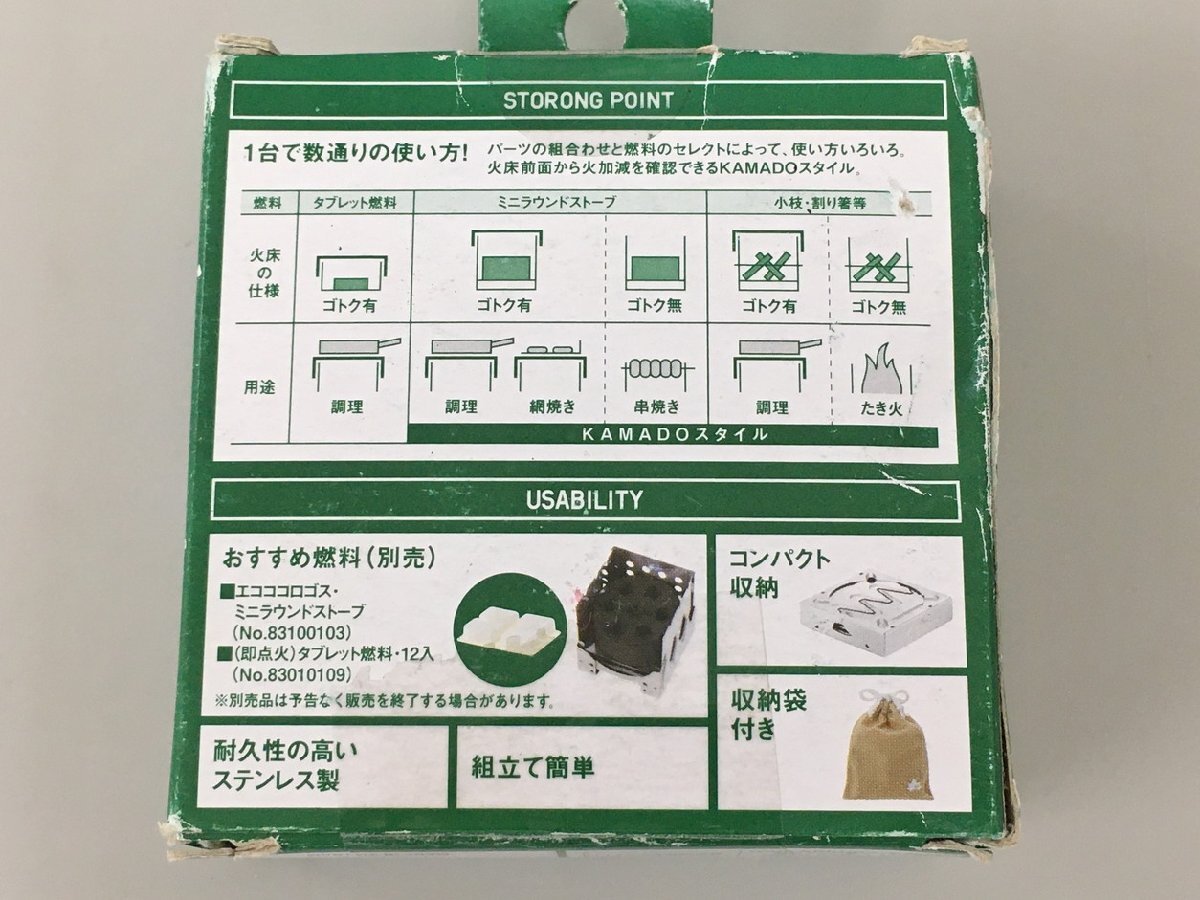 STORONG POINT
1台で数通りの使い方! パーツの組合わせと燃料のセレクトによって、使い方いろいろ。
火床前面から火加減を確認できるKAMADOスタイル。
燃料 タブレット燃料 ミニラウンドストーブ 小枝・割り箸等
火床
の
仕様
ゴトク有 ゴトク有 ゴトク無 ゴトク有 ゴトク無
用途
調理 調理 網焼き 串焼き 調理 たき火
KAMADOスタイル
USABILITY
おすすめ燃料(別売)
■エコココロゴス・
ミニラウンドストーブ
(No.83100103)
■(即点火)タブレット燃料・12入
(No.83010109)
※別売品は予告なく販売を終了する場合があります。
コンパクト
収納
収納袋
付き
耐久性の高い
ステンレス製
組立て簡単